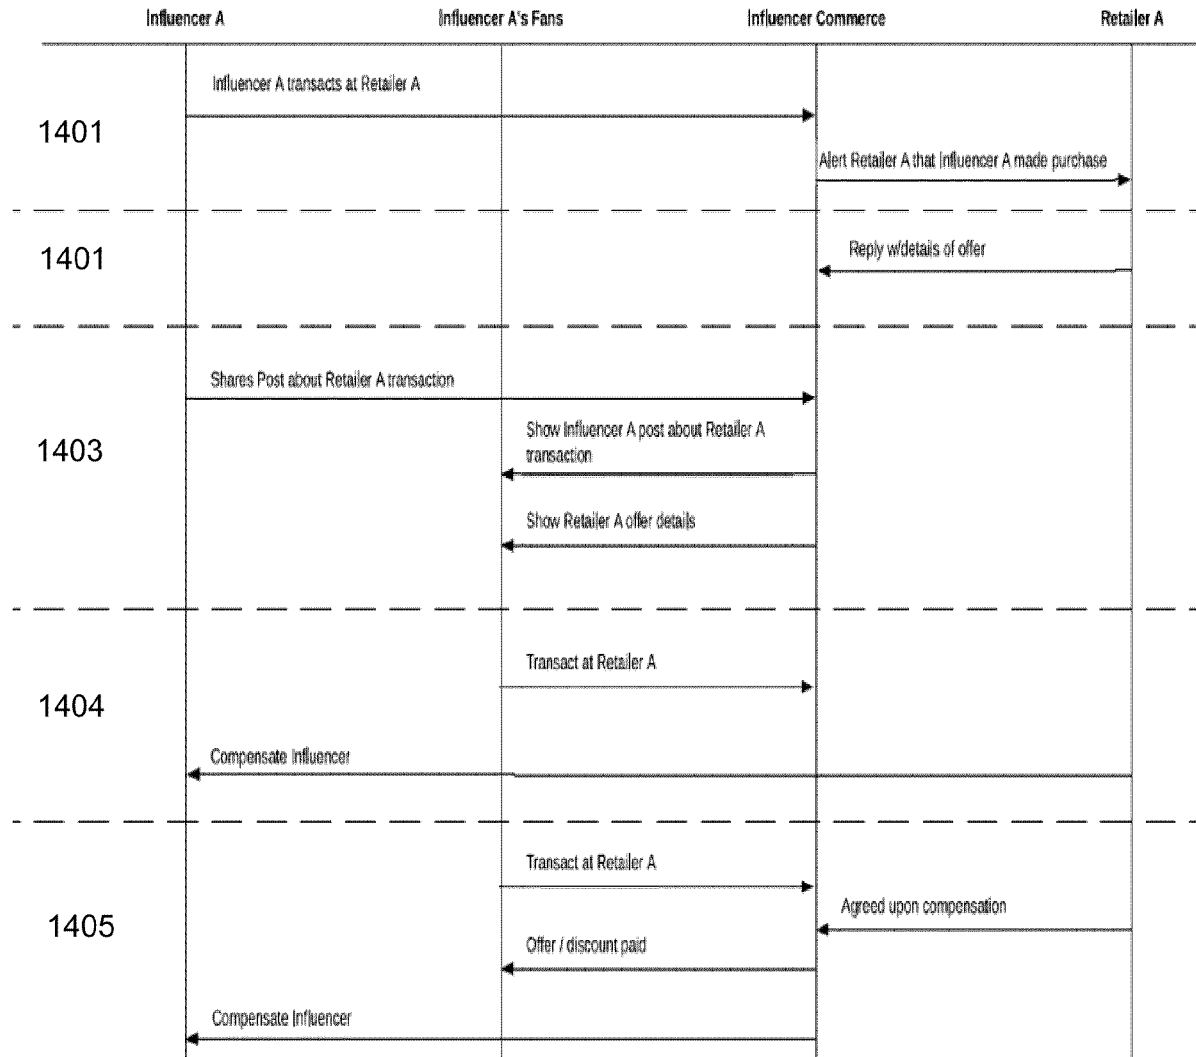 Influencer A
Influencer A's Fans
Influencer Commerce
Retailer A
Influencer A transacts at Retailer A
1401
Alert Retailer A that Influencer A made purchase
1401
Reply w/details of offer
Shares Post about Retailer A transaction
1403
Show Influencer A post about Retailer A
transaction
Show Retailer A offer details
Transact at Retailer A
1404
Compensate Influencer
Transact at Retailer A
1405
Agreed upon compensation
Offer / discount paid
Compensate Influencer